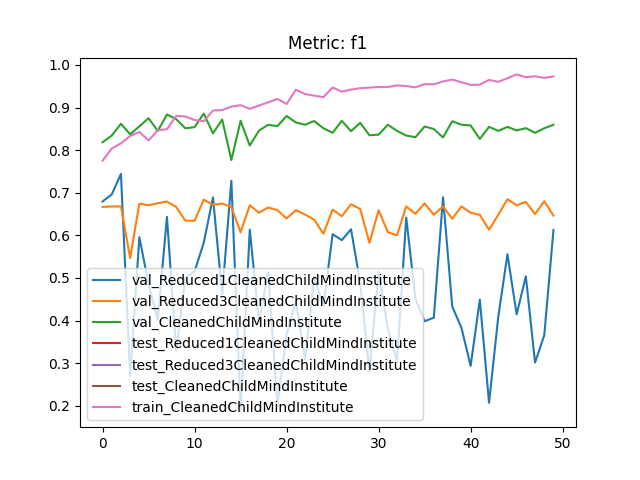 Metric: f1
1.0
0.9
0.8
0.7
0.6
0.5
0.4
0.3
0.2
val_Reduced1CleanedChildMindInstitute
val_Reduced3CleanedChildMindInstitute
val_CleanedChildMindInstitute
test_Reduced1CleanedChildMindInstitute
test_Reduced3CleanedChildMindInstitute
test_CleanedChildMindInstitute
train_CleanedChildMindInstitute
0 10 20 30 40 50